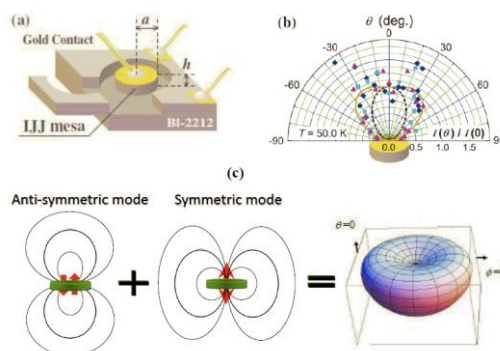 (a)
a
Gold Contact
h
IJJ mesa
Bi-2212
(b)
θ (deg.)
0
-30
30
-60
60
-90
T = 50.0 K
0.0 0.5 1.0 1.5
I(θ) / I(0)
(c)
Anti-symmetric mode
Symmetric mode
+
=
θ=0